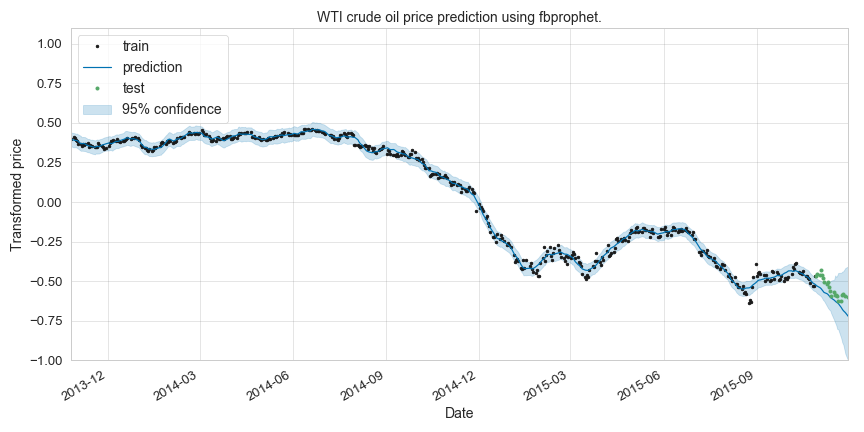 WTI crude oil price prediction using fbprophet.
train
prediction
test
95% confidence
1.00
0.75
0.50
0.25
0.00
−0.25
−0.50
−0.75
−1.00
Transformed price
2013-12
2014-03
2014-06
2014-09
2014-12
2015-03
2015-06
2015-09
Date